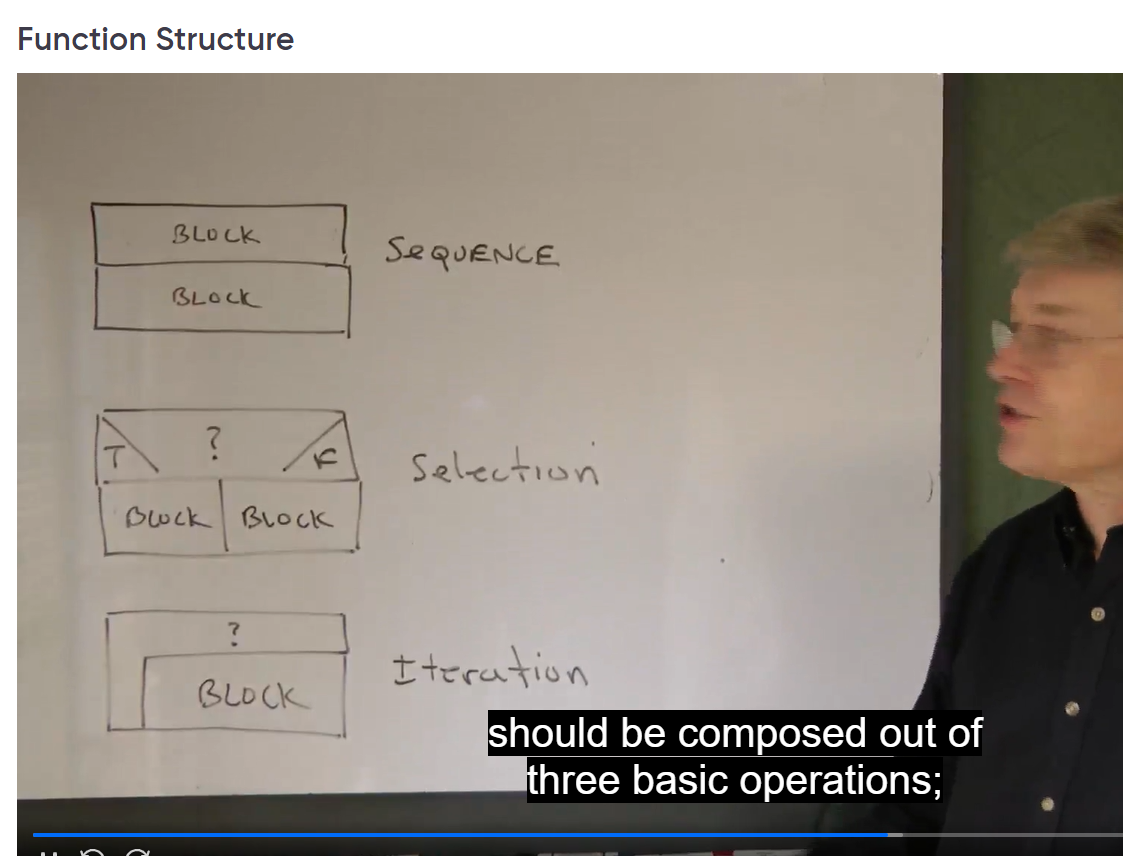 Function Structure
BLOCK
SEQUENCE
BLOCK
T ? F
Selection
BLOCK BLOCK
?
Iteration
BLOCK
should be composed out of
three basic operations;